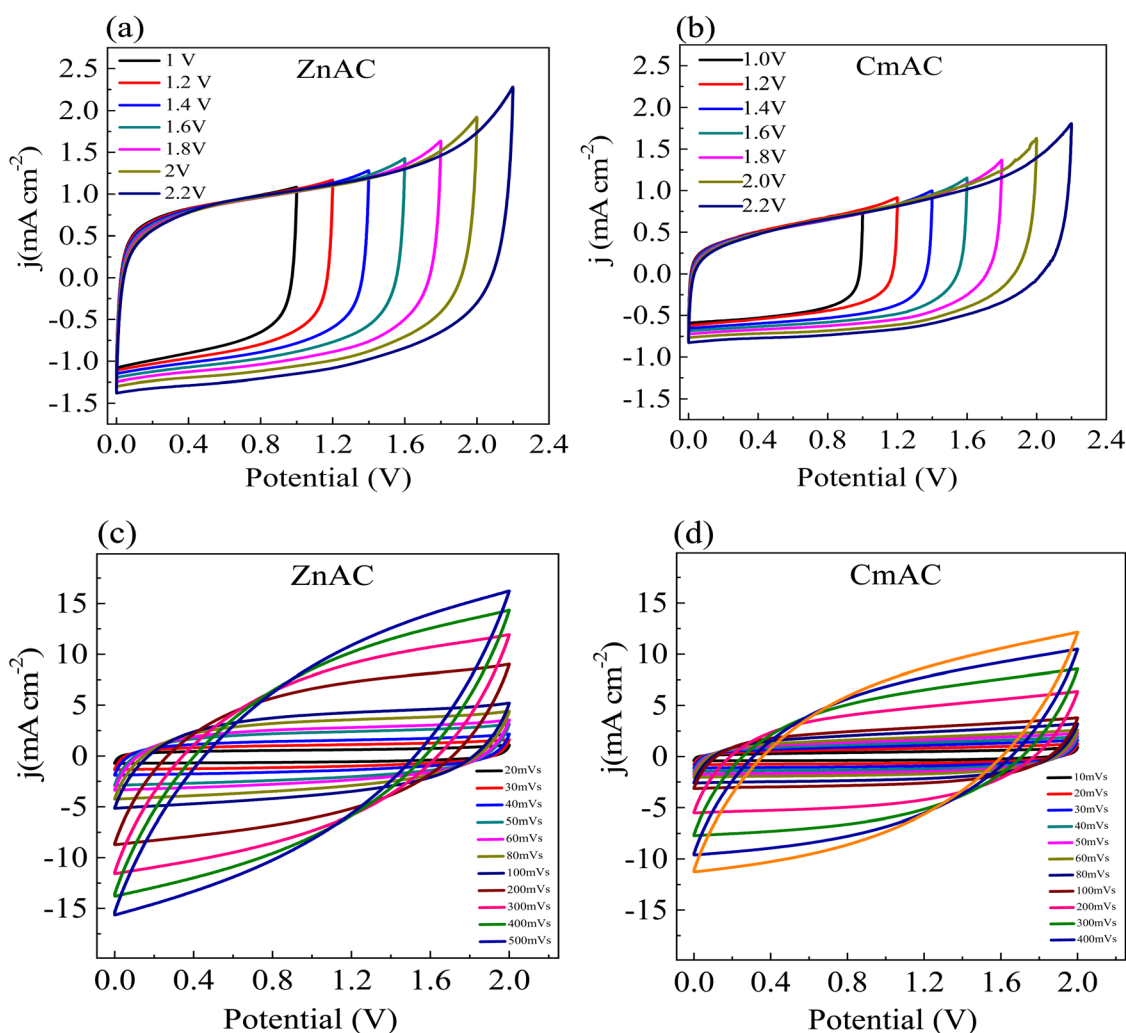 (a)
ZnAC
1 V
1.2 V
1.4 V
1.6V
1.8V
2V
2.2V
2.5
2.0
1.5
1.0
0.5
0.0
-0.5
-1.0
-1.5
j(mA cm-2)
0.0 0.4 0.8 1.2 1.6 2.0 2.4
Potential (V)
(b)
CmAC
1.0V
1.2V
1.4V
1.6V
1.8V
2.0V
2.2V
2.5
2.0
1.5
1.0
0.5
0.0
-0.5
-1.0
-1.5
j (mA cm-2)
0.0 0.4 0.8 1.2 1.6 2.0 2.4
Potential (V)
(c)
ZnAC
15
10
5
0
-5
-10
-15
j(mA cm-2)
20mVs
30mVs
40mVs
50mVs
60mVs
80mVs
100mVs
200mVs
300mVs
400mVs
500mVs
0.0 0.4 0.8 1.2 1.6 2.0
Potential (V)
(d)
CmAC
15
10
5
0
-5
-10
-15
j(mA cm-2)
10mVs
20mVs
30mVs
40mVs
50mVs
60mVs
80mVs
100mVs
200mVs
300mVs
400mVs
0.0 0.4 0.8 1.2 1.6 2.0
Potential (V)